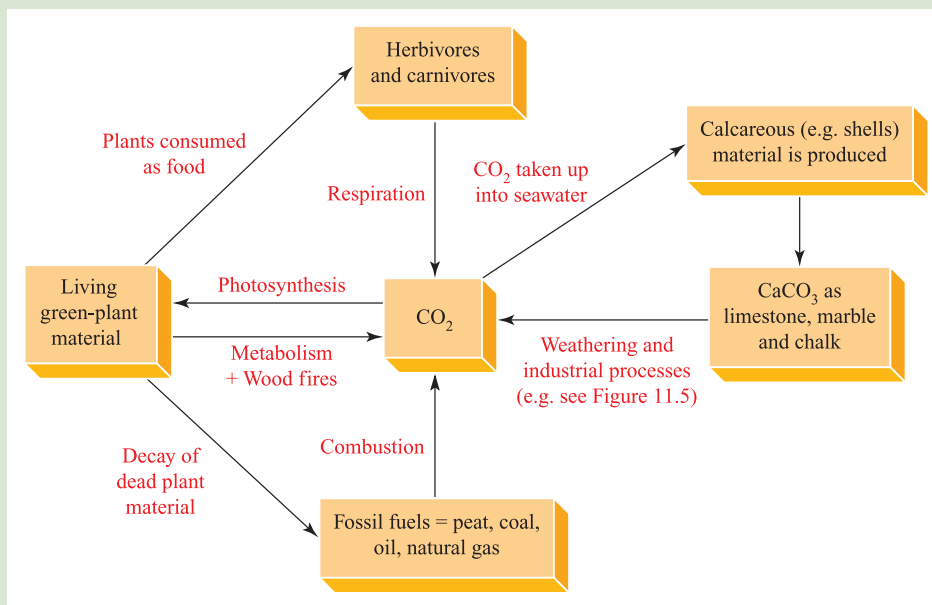 Herbivores
and carnivores
Plants consumed
as food
Respiration
CO₂ taken up
into seawater
Calcareous (e.g. shells)
material is produced
Living
green-plant
material
Photosynthesis
Metabolism
+ Wood fires
CO₂
CaCO₃ as
limestone, marble
and chalk
Weathering and
industrial processes
(e.g. see Figure 11.5)
Decay of
dead plant
material
Combustion
Fossil fuels = peat, coal,
oil, natural gas